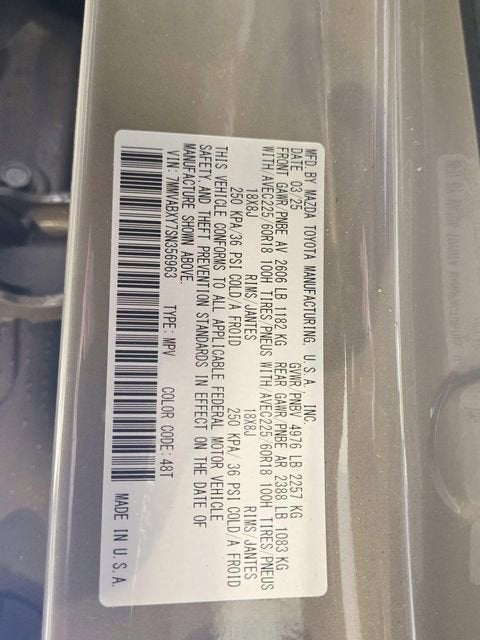 MFD. BY MAZDA TOYOTA MANUFACTURING, U.S.A., INC.
DATE 03/25 GVWR/PNBV 4976 LB 2257 KG
FRONT GAWR/PNBE AV 2606 LB 1182 KG REAR GAWR/PNBE AR 2388 LB 1083 KG
WITH/AVEC225/60R18 100H TIRES/PNEUS WITH AVEC225/60R18 100H TIRES/PNEUS
18X8J RIMS/JANTES 18X8J RIMS/JANTES
250 KPA/36 PSI COLD/A FROID 250 KPA/36 PSI COLD/A FROID
THIS VEHICLE CONFORMS TO ALL APPLICABLE FEDERAL MOTOR VEHICLE
SAFETY, AND THEFT PREVENTION STANDARDS IN EFFECT ON THE DATE OF
MANUFACTURE SHOWN ABOVE.
VIN: 7MMVABXY7SN356963 TYPE: MPV COLOR CODE: 48T
MADE IN U.S.A.